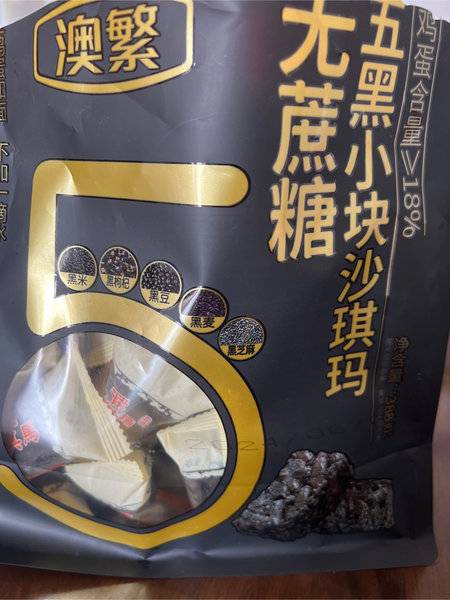 澳繁
无蔗糖
五黑小块沙琪玛
鸡蛋含量≥18%
黑米
黑枸杞
黑豆
黑麦
黑芝麻
净含量